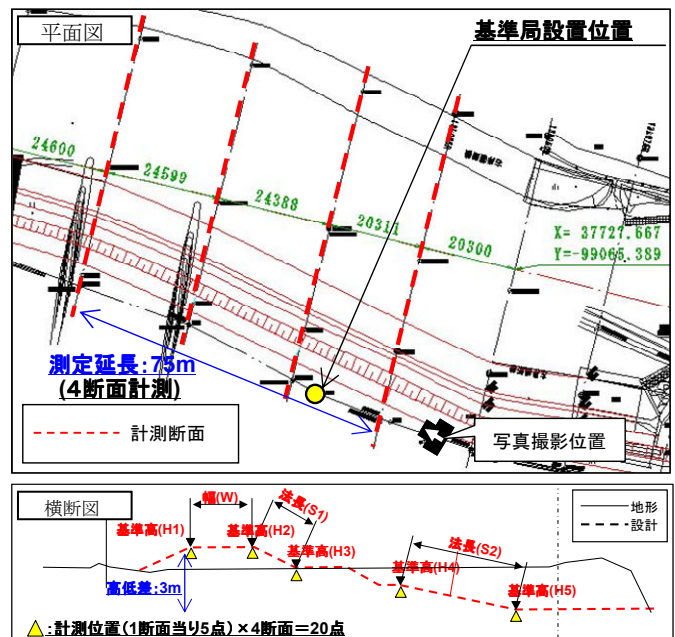 平面図
基準局設置位置
24600
24599
24388
20311
20300
X= 37727.667
Y=-99065.389
測定延長:75m
(4断面計測)
計測断面
写真撮影位置
横断図
幅(W)
法長(S1)
地形
設計
基準高(H1)
基準高(H2)
基準高(H3)
法長(S2)
基準高(H4)
高低差:3m
基準高(H5)
△:計測位置(1断面当り5点)×4断面=20点